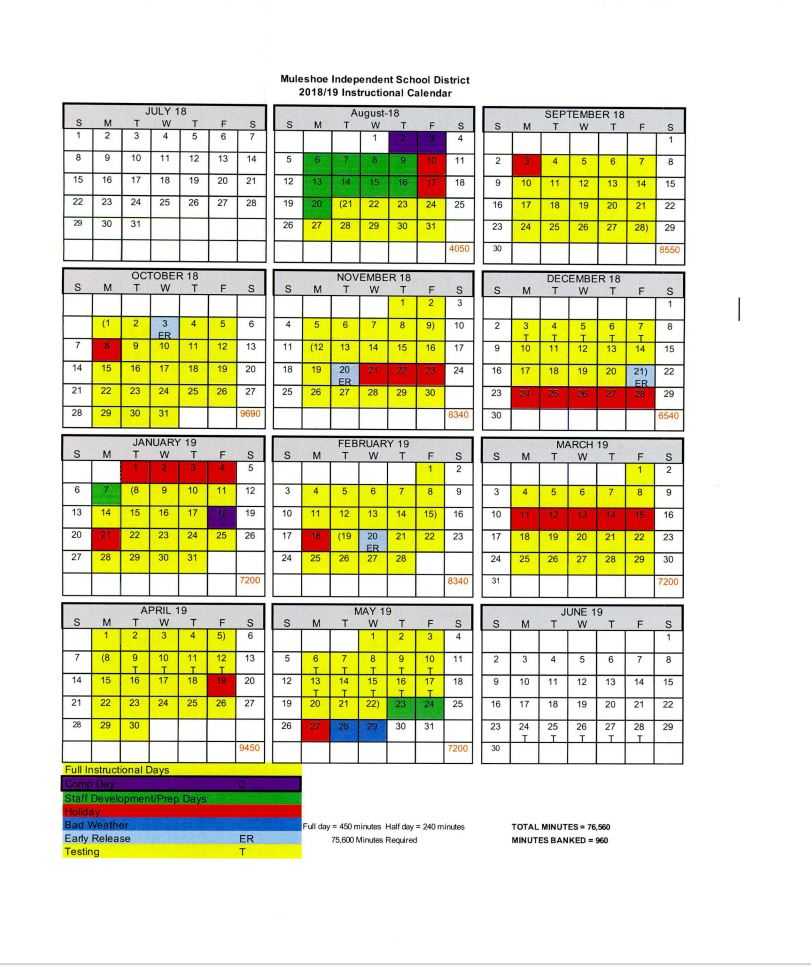 Muleshoe Independent School District
2018/19 Instructional Calendar
JULY 18
S M T W T F S
1 2 3 4 5 6 7
8 9 10 11 12 13 14
15 16 17 18 19 20 21
22 23 24 25 26 27 28
29 30 31
August-18
S M T W T F S
1 2 3 4
5 6 7 8 9 10 11
12 13 14 15 16 17 18
19 20 (21 22 23 24 25
26 27 28 29 30 31
4050
SEPTEMBER 18
S M T W T F S
1
2 3 4 5 6 7 8
9 10 11 12 13 14 15
16 17 18 19 20 21 22
23 24 25 26 27 28) 29
30 8550
OCTOBER 18
S M T W T F S
(1 2 3 4 5 6
ER
7 8 9 10 11 12 13
14 15 16 17 18 19 20
21 22 23 24 25 26 27
28 29 30 31 9690
NOVEMBER 18
S M T W T F S
1 2 3
4 5 6 7 8 9) 10
11 (12 13 14 15 16 17
18 19 20 21 22 23 24
ER
25 26 27 28 29 30
8340
DECEMBER 18
S M T W T F S
1
2 3 4 5 6 7 8
T T T T T
9 10 11 12 13 14 15
16 17 18 19 20 21) 22
ER
23 24 25 26 27 28 29
30 6540
JANUARY 19
S M T W T F S
1 2 3 4 5
6 7 (8 9 10 11 12
13 14 15 16 17 18 19
20 21 22 23 24 25 26
27 28 29 30 31
7200
FEBRUARY 19
S M T W T F S
1 2
3 4 5 6 7 8 9
10 11 12 13 14 15) 16
17 18 (19 20 21 22 23
ER
24 25 26 27 28
8340
MARCH 19
S M T W T F S
1 2
3 4 5 6 7 8 9
10 11 12 13 14 15 16
17 18 19 20 21 22 23
24 25 26 27 28 29 30
31 7200
APRIL 19
S M T W T F S
1 2 3 4 5) 6
7 (8 9 10 11 12 13
T T T T
14 15 16 17 18 19 20
21 22 23 24 25 26 27
28 29 30
9450
MAY 19
S M T W T F S
1 2 3 4
5 6 7 8 9 10 11
T T T T T
12 13 14 15 16 17 18
T T T T T
19 20 21 22) 23 24 25
26 27 28 29 30 31
7200
JUNE 19
S M T W T F S
1
2 3 4 5 6 7 8
9 10 11 12 13 14 15
16 17 18 19 20 21 22
23 24 25 26 27 28 29
T T T T T
30
Full Instructional Days
Comp Day C
Staff Development/Prep Days
Holiday
Bad Weather
Early Release ER
Testing T
Full day = 450 minutes Half day = 240 minutes
75,600 Minutes Required
TOTAL MINUTES = 76,560
MINUTES BANKED = 960